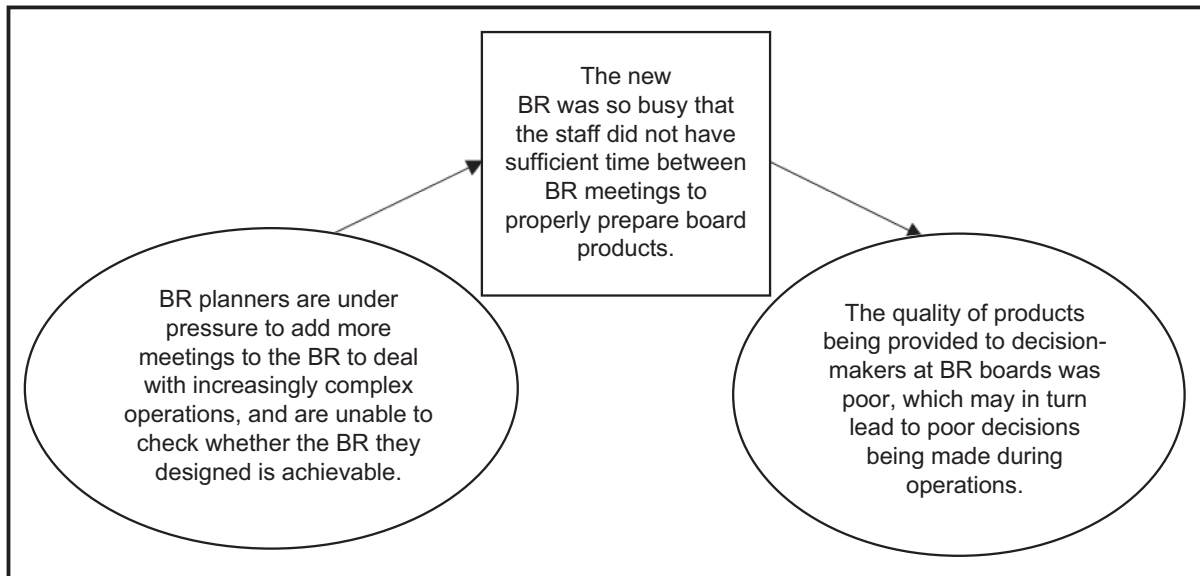 The new
BR was so busy that
the staff did not have
sufficient time between
BR meetings to
properly prepare board
products.
BR planners are under
pressure to add more
meetings to the BR to deal
with increasingly complex
operations, and are unable to
check whether the BR they
designed is achievable.
The quality of products
being provided to decision-
makers at BR boards was
poor, which may in turn
lead to poor decisions
being made during
operations.